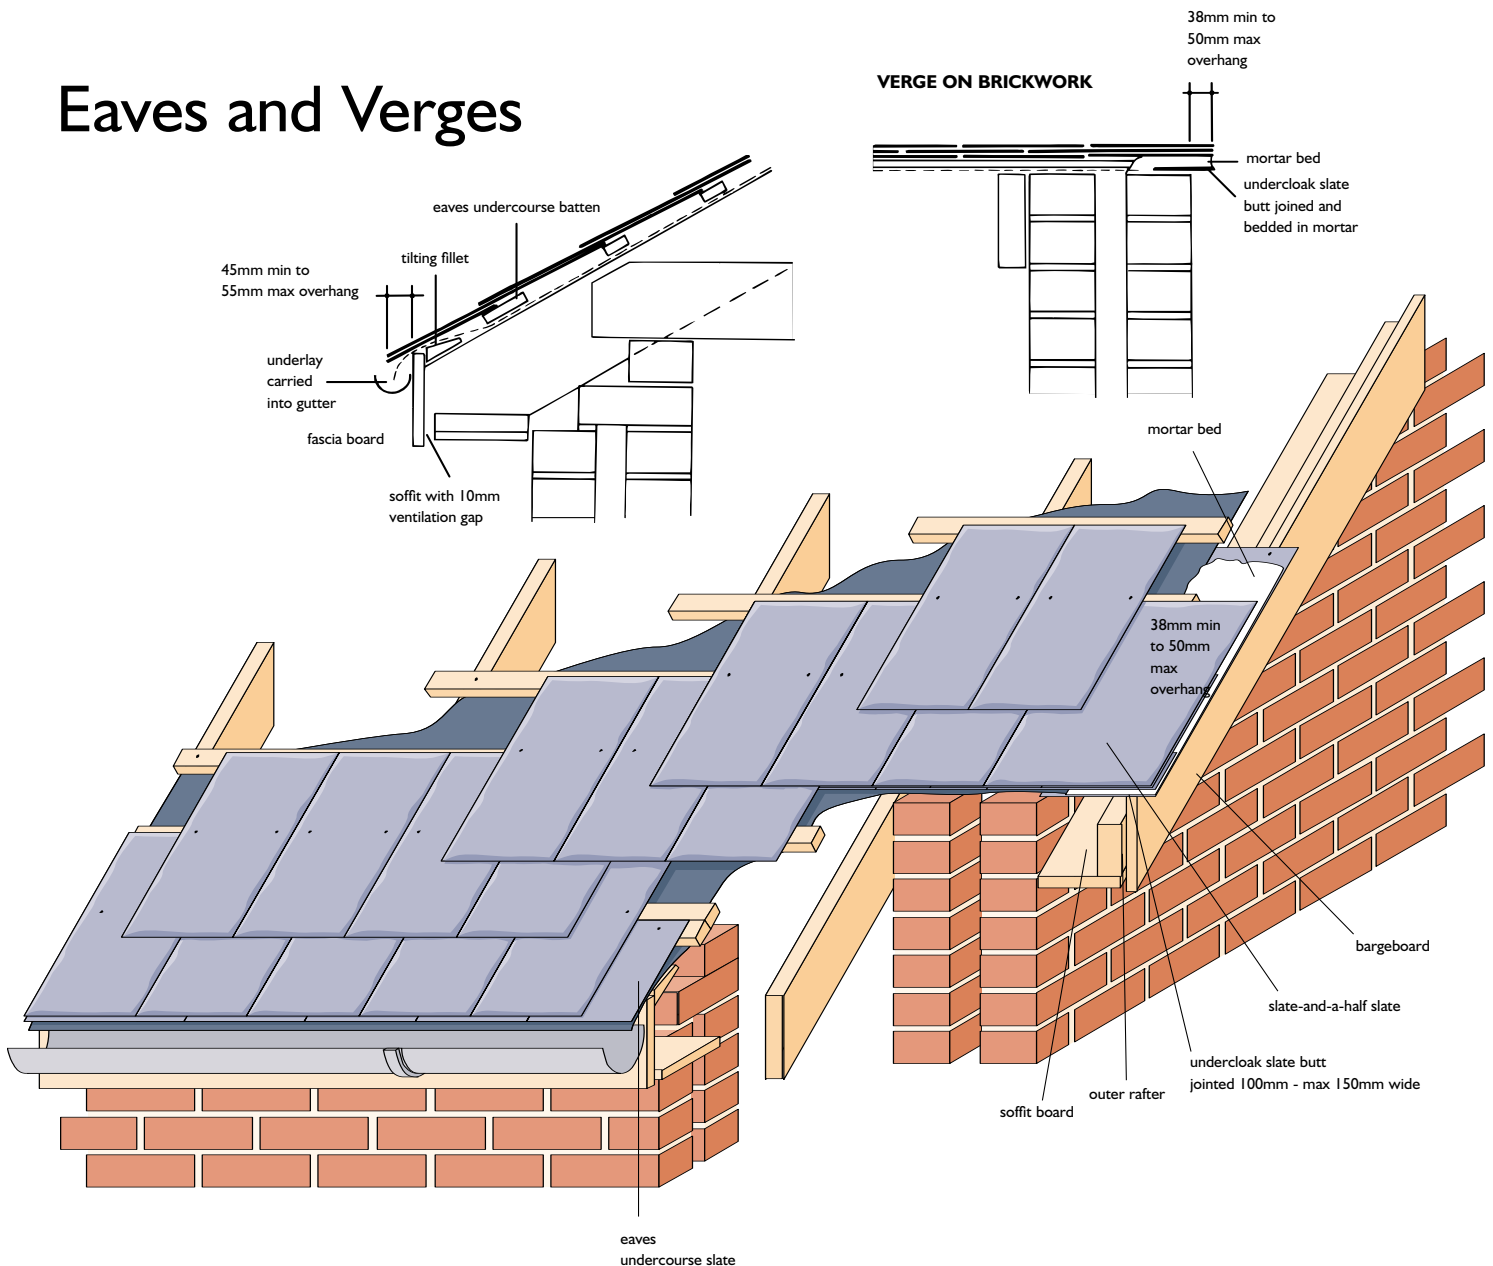 Eaves and Verges
38mm min to
50mm max
overhang
VERGE ON BRICKWORK
mortar bed
undercloak slate
butt joined and
bedded in mortar
eaves undercourse batten
tilting fillet
45mm min to
55mm max overhang
underlay
carried
into gutter
fascia board
soffit with 10mm
ventilation gap
mortar bed
38mm min
to 50mm
max
overhang
bargeboard
slate-and-a-half slate
undercloak slate butt
jointed 100mm - max 150mm wide
outer rafter
soffit board
eaves
undercourse slate